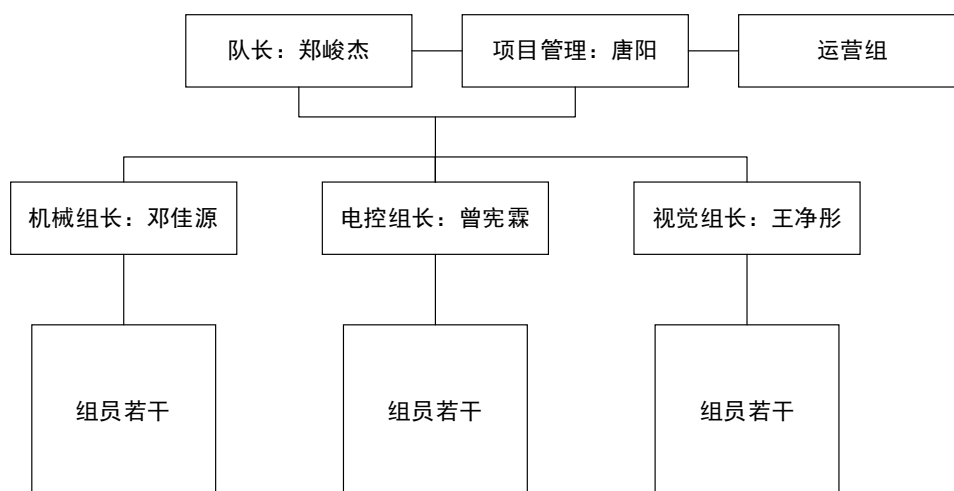 队长：郑峻杰
项目管理：唐阳
运营组
机械组长：邓佳源
电控组长：曾宪霖
视觉组长：王净彤
组员若干
组员若干
组员若干